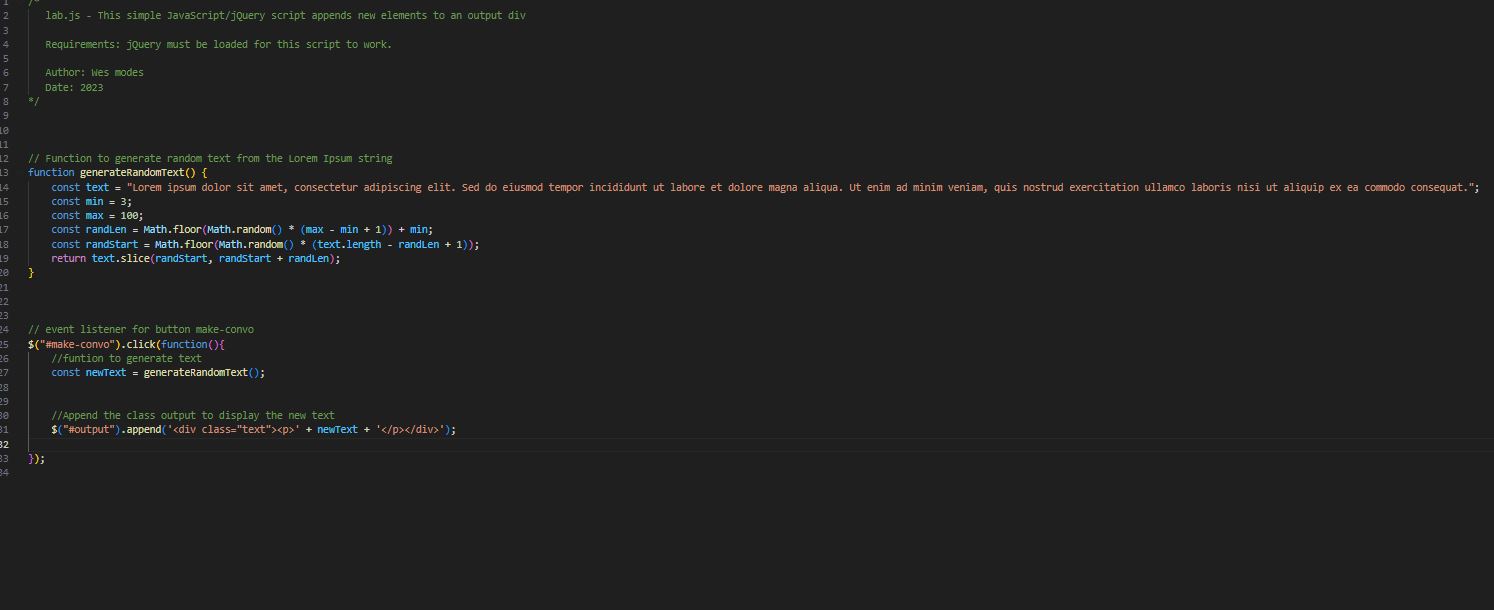 1 /*
2 lab.js - This simple JavaScript/jQuery script appends new elements to an output div
3
4 Requirements: jQuery must be loaded for this script to work.
5
6 Author: Wes modes
7 Date: 2023
8 */
9
10
11
12 // Function to generate random text from the Lorem Ipsum string
13 function generateRandomText() {
14 const text = "Lorem ipsum dolor sit amet, consectetur adipiscing elit. Sed do eiusmod tempor incididunt ut labore et dolore magna aliqua. Ut enim ad minim veniam, quis nostrud exercitation ullamco laboris nisi ut aliquip ex ea commodo consequat.";
15 const min = 3;
16 const max = 100;
17 const randLen = Math.floor(Math.random() * (max - min + 1)) + min;
18 const randStart = Math.floor(Math.random() * (text.length - randLen + 1));
19 return text.slice(randStart, randStart + randLen);
20 }
21
22
23
24 // event listener for button make-convo
25 $("#make-convo").click(function(){
26 //funtion to generate text
27 const newText = generateRandomText();
28
29
30 //Append the class output to display the new text
31 $("#output").append('<div class="text"><p>' + newText + '</p></div>');
32
33 });
34